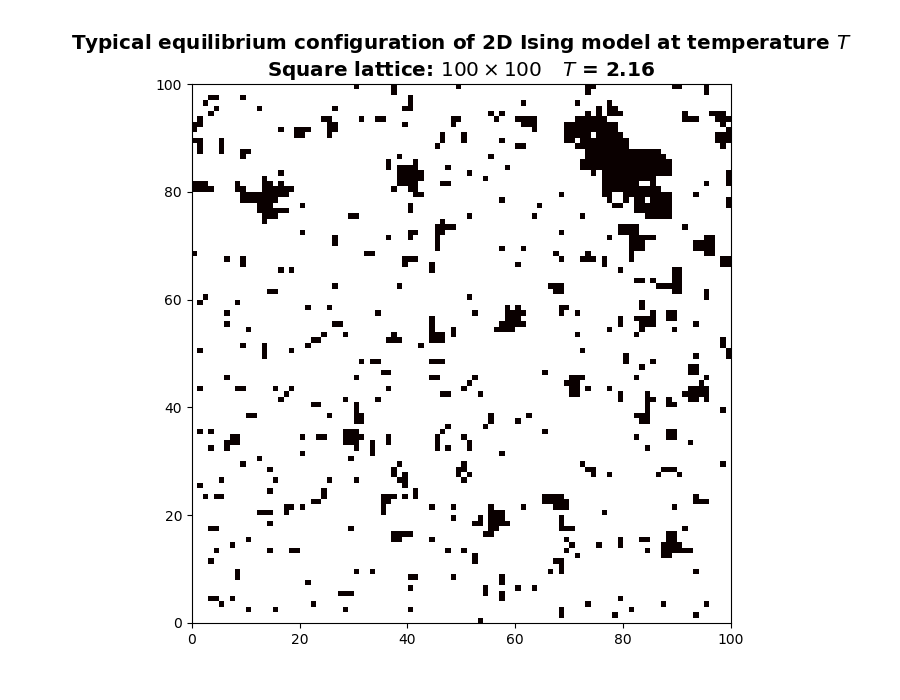 Typical equilibrium configuration of 2D Ising model at temperature T
Square lattice: 100 × 100 T = 2.16
100
80
60
40
20
0
0 20 40 60 80 100